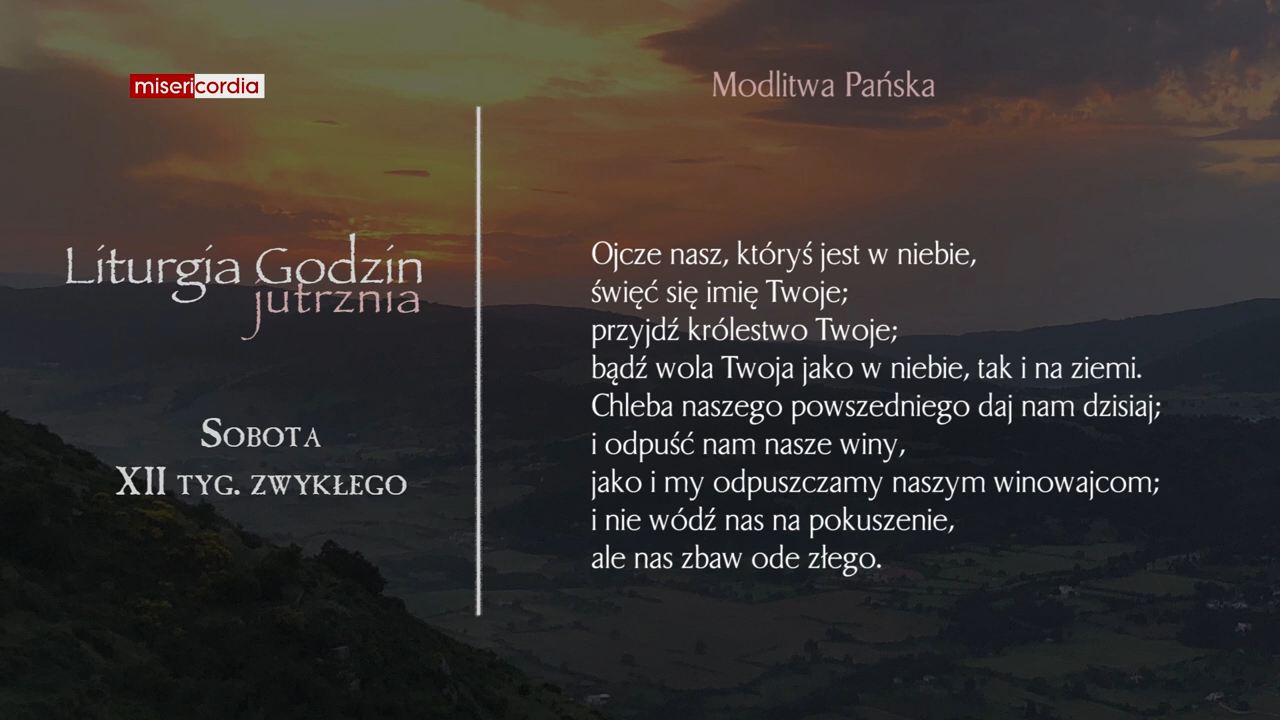 misericordia
Liturgia Godzin
jutrznia
Sobota
XII tyg. zwykłego
Modlitwa Pańska
Ojcze nasz, któryś jest w niebie,
święć się imię Twoje;
przyjdź królestwo Twoje;
bądź wola Twoja jako w niebie, tak i na ziemi.
Chleba naszego powszedniego daj nam dzisiaj;
i odpuść nam nasze winy,
jako i my odpuszczamy naszym winowajcom;
i nie wódź nas na pokuszenie,
ale nas zbaw ode złego.